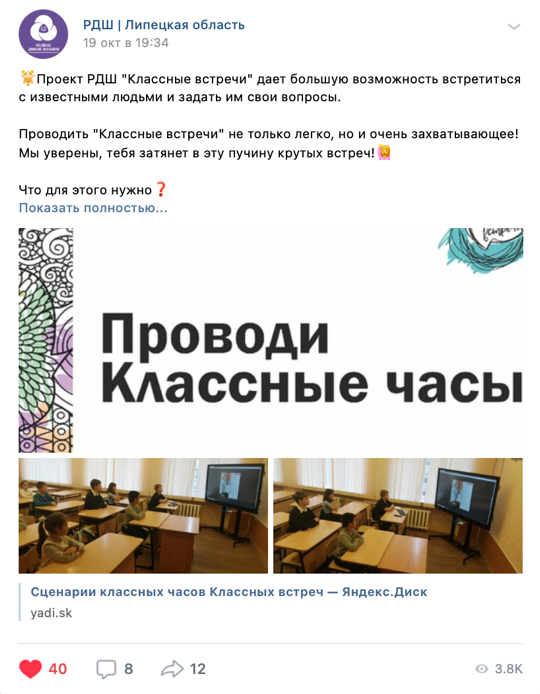 РДШ | Липецкая область
19 окт в 19:34
Проект РДШ "Классные встречи" дает большую возможность встретиться
с известными людьми и задать им свои вопросы.
Проводить "Классные встречи" не только легко, но и очень захватывающее!
Мы уверены, тебя затянет в эту пучину крутых встреч!
Что для этого нужно❓
Показать полностью...
Проводи
Классные часы
Сценарии классных часов Классных встреч — Яндекс.Диск
yadi.sk
40
8
12
3.8K